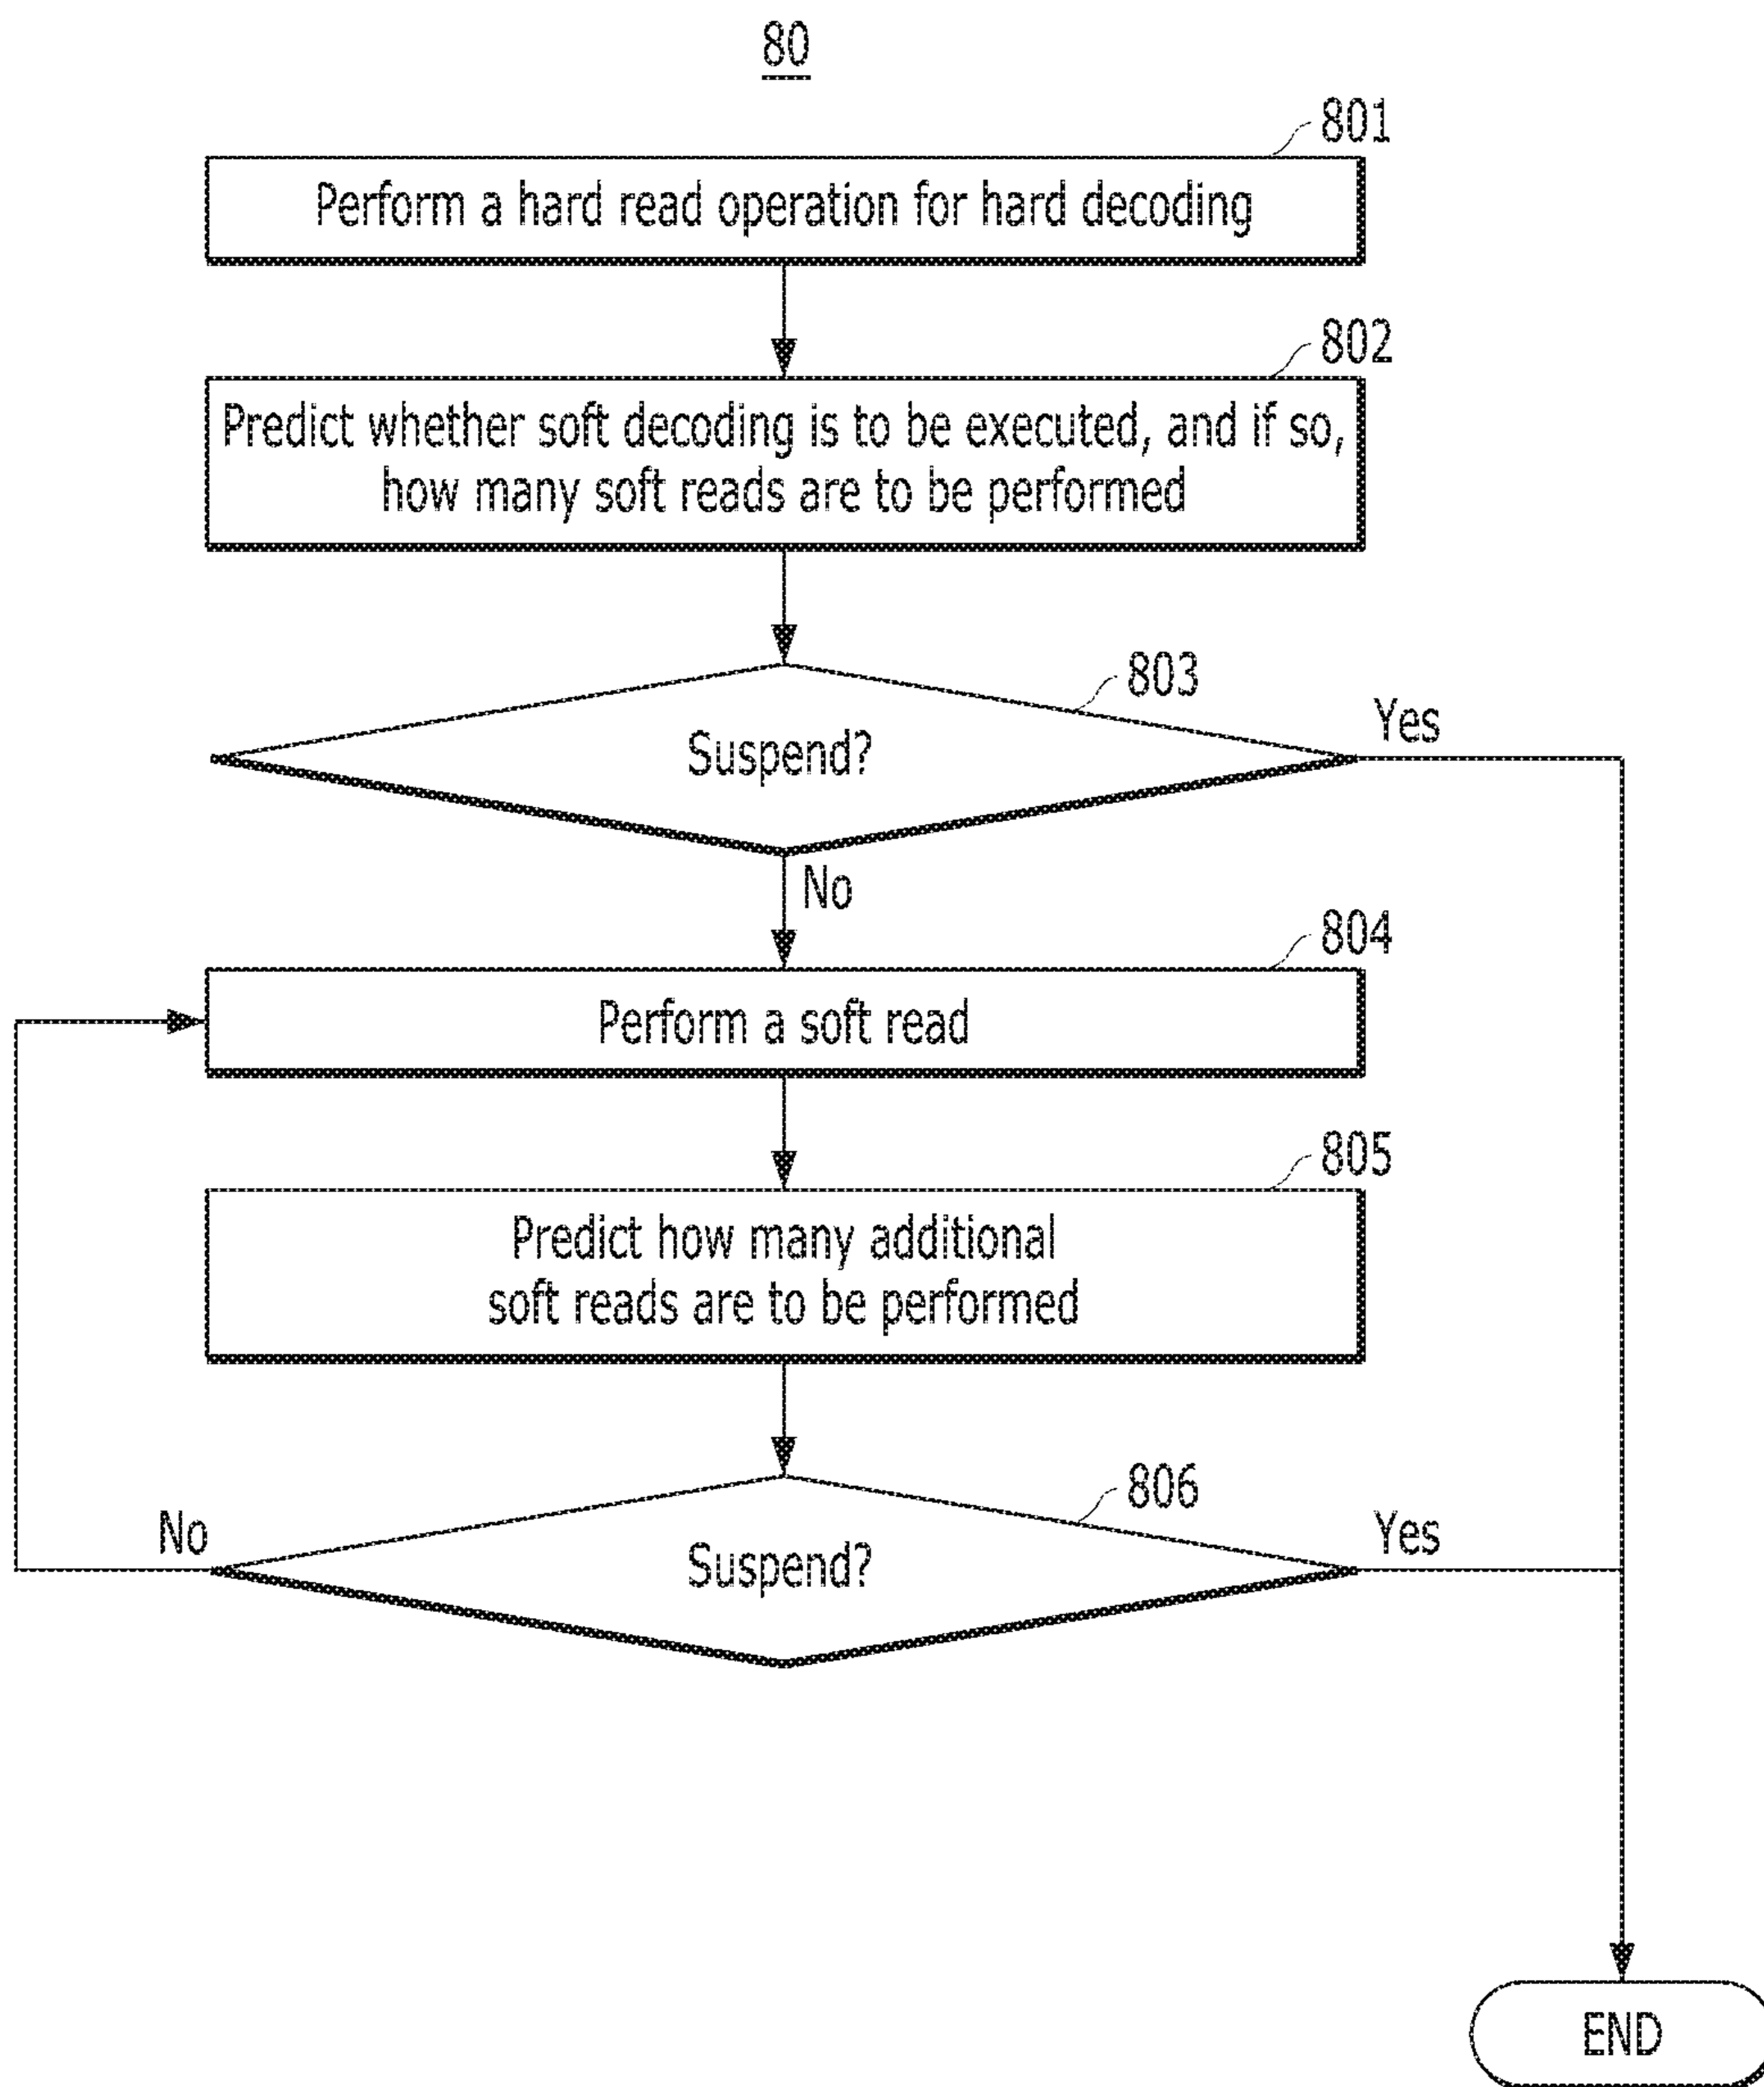 80
801
Perform a hard read operation for hard decoding
802
Predict whether soft decoding is to be executed, and if so,
how many soft reads are to be performed
803
Yes
Suspend?
No
804
Perform a soft read
805
Predict how many additional
soft reads are to be performed
806
No
Yes
Suspend?
END